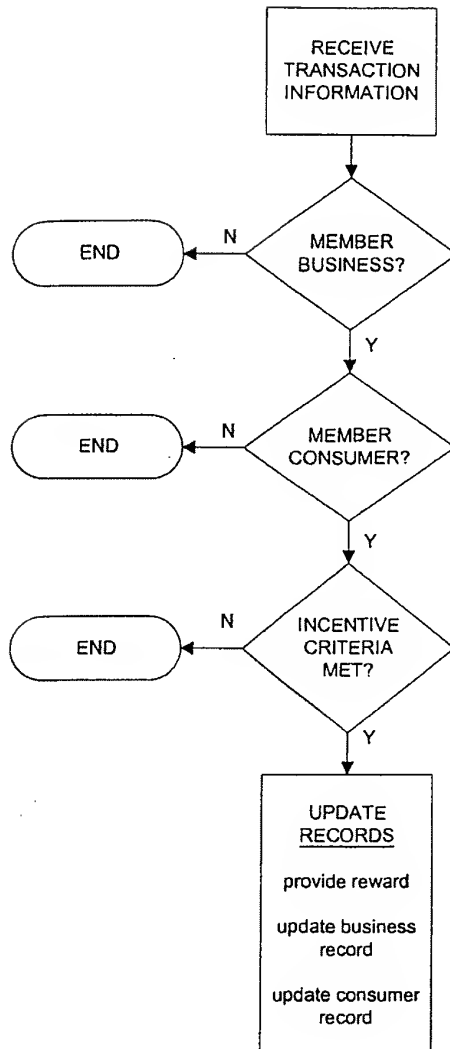 RECEIVE
TRANSACTION
INFORMATION
MEMBER
BUSINESS?
N
END
Y
MEMBER
CONSUMER?
N
END
Y
INCENTIVE
CRITERIA
MET?
N
END
Y
UPDATE
RECORDS
provide reward
update business
record
update consumer
record